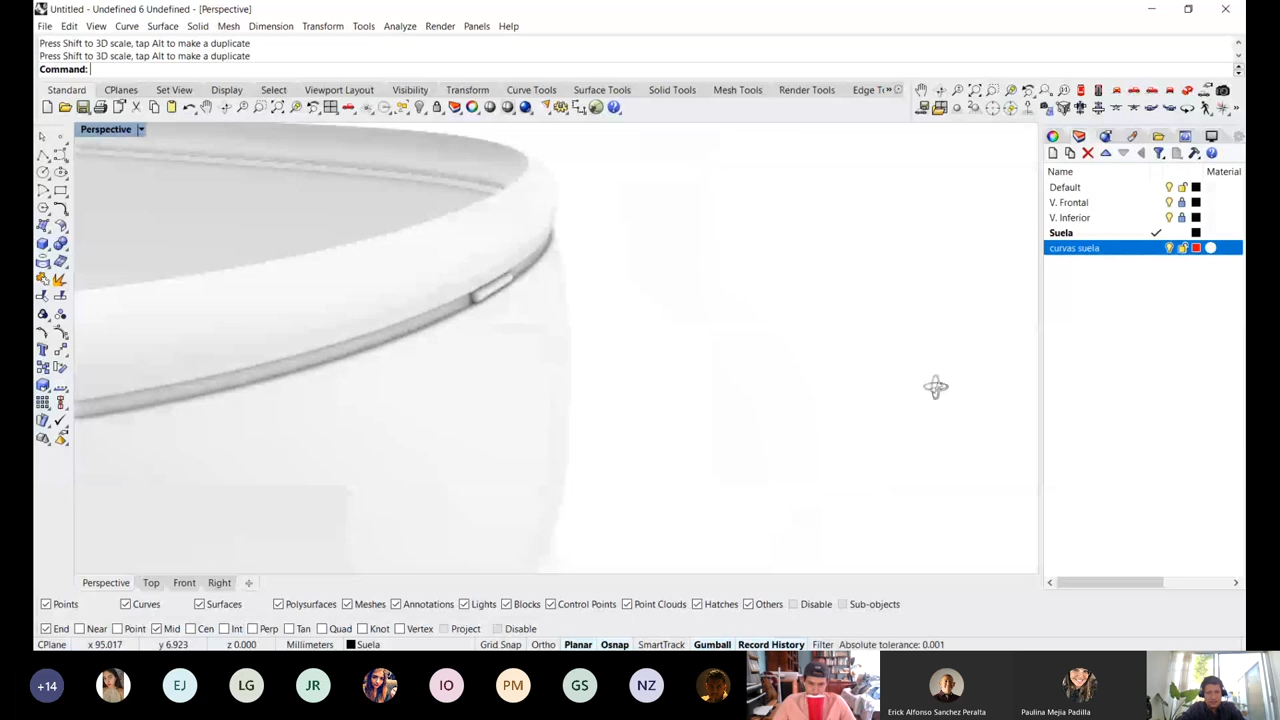 Untitled - Undefined 6 Undefined - [Perspective]
File Edit View Curve Surface Solid Mesh Dimension Transform Tools Analyze Render Panels Help
Press Shift to 3D scale, tap Alt to make a duplicate
Press Shift to 3D scale, tap Alt to make a duplicate
Command:
Standard CPlanes Set View Display Select Viewport Layout Visibility Transform Curve Tools Surface Tools Solid Tools Mesh Tools Render Tools Edge T
Perspective
Name Material
Default
V. Frontal
V. Inferior
Suela
curvas suela
Perspective Top Front Right
Points Curves Surfaces Polysurfaces Meshes Annotations Lights Blocks Control Points Point Clouds Hatches Others Disable Sub-objects
End Near Point Mid Cen Int Perp Tan Quad Knot Vertex Project Disable
CPlane x 95.017 y 6.923 z 0.000 Millimeters Suela Grid Snap Ortho Planar Osnap SmartTrack Gumball Record History Filter Absolute tolerance: 0.001
+14 EJ LG JR IO PM GS NZ
Erick Alfonso Sanchez Peralta
Paulina Mejia Padilla